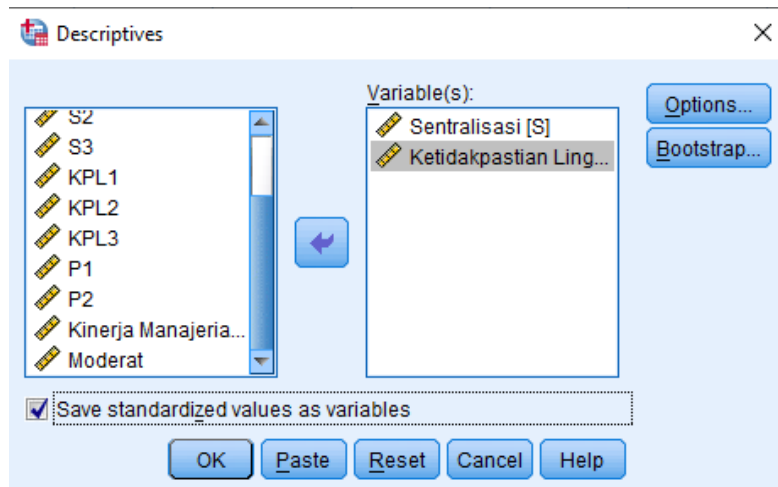 Descriptives
Variable(s):
S2
S3
KPL1
KPL2
KPL3
P1
P2
Kinerja Manajeria...
Moderat
Sentralisasi [S]
Ketidakpastian Ling...
Options...
Bootstrap...
Save standardized values as variables
OK Paste Reset Cancel Help